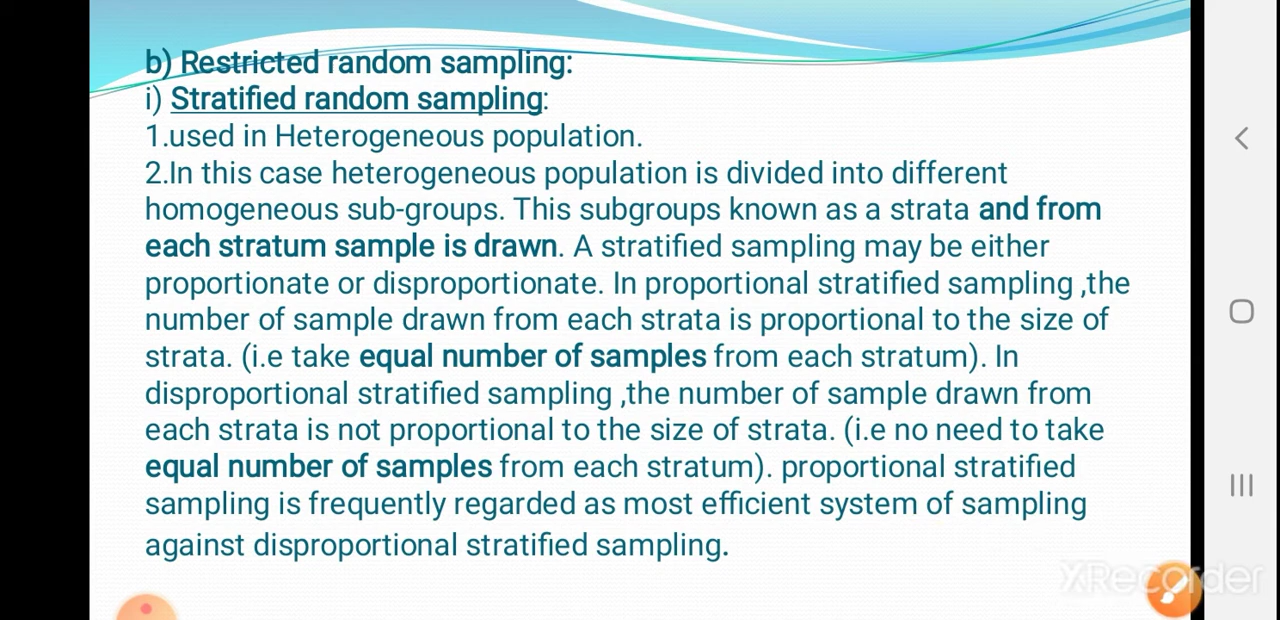 b) Restricted random sampling:
i) Stratified random sampling:
1.used in Heterogeneous population.
2.In this case heterogeneous population is divided into different
homogeneous sub-groups. This subgroups known as a strata and from
each stratum sample is drawn. A stratified sampling may be either
proportionate or disproportionate. In proportional stratified sampling ,the
number of sample drawn from each strata is proportional to the size of
strata. (i.e take equal number of samples from each stratum). In
disproportional stratified sampling ,the number of sample drawn from
each strata is not proportional to the size of strata. (i.e no need to take
equal number of samples from each stratum). proportional stratified
sampling is frequently regarded as most efficient system of sampling
against disproportional stratified sampling.
XRecorder